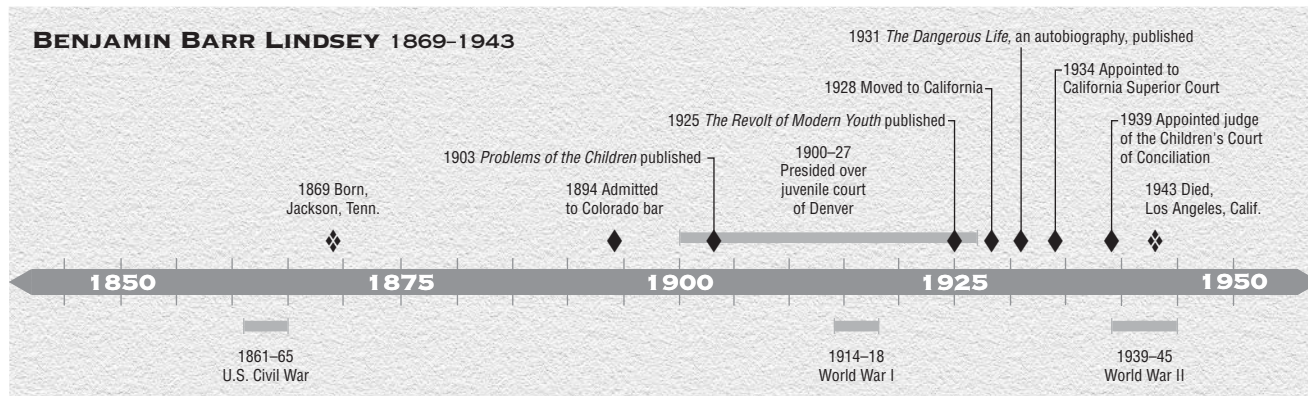 BENJAMIN BARR LINDSEY 1869–1943
1931 The Dangerous Life, an autobiography, published
1934 Appointed to
California Superior Court
1928 Moved to California
1925 The Revolt of Modern Youth published
1939 Appointed judge
of the Children's Court
of Conciliation
1903 Problems of the Children published
1900–27
Presided over
juvenile court
of Denver
1869 Born,
Jackson, Tenn.
1894 Admitted
to Colorado bar
1943 Died,
Los Angeles, Calif.
1850 1875 1900 1925 1950
1861–65
U.S. Civil War
1914–18
World War I
1939–45
World War II